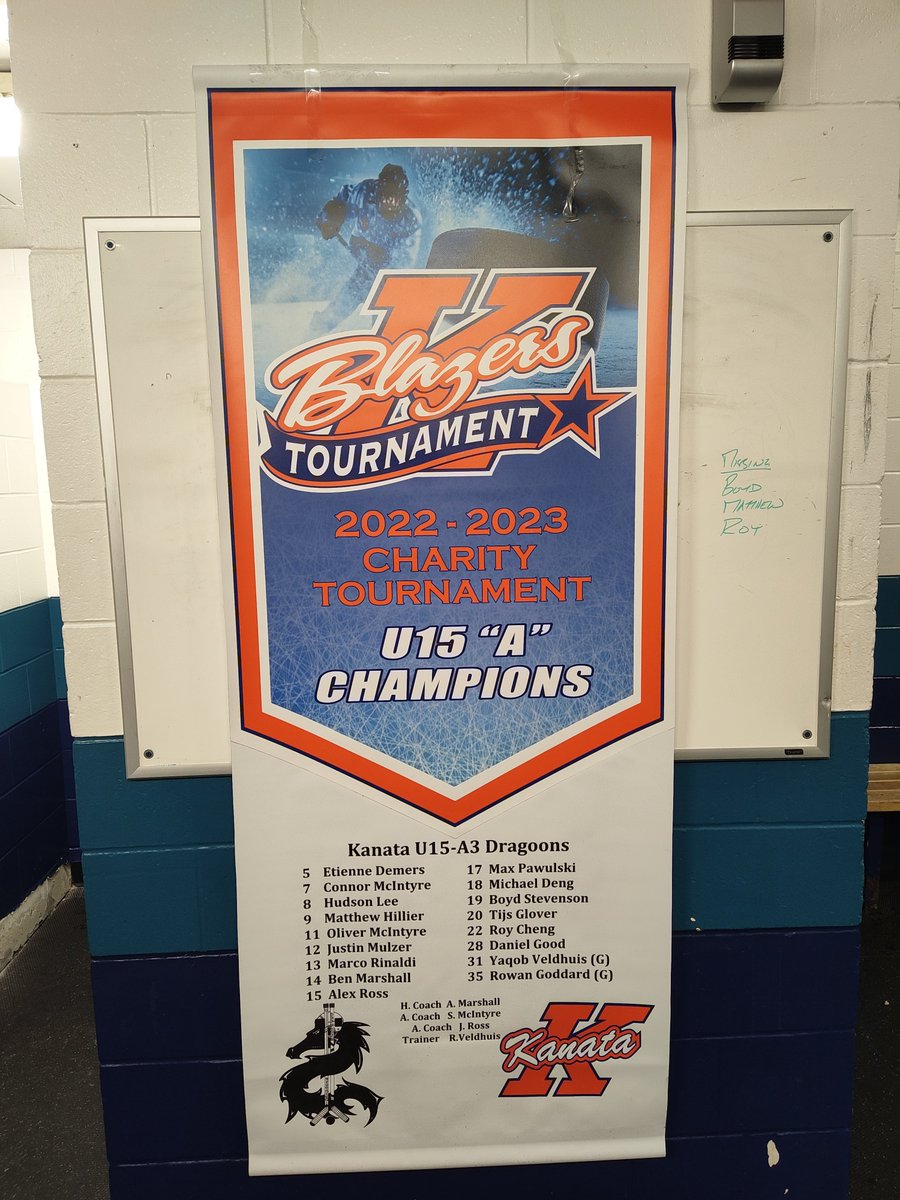 K
Blazers
TOURNAMENT
2022 - 2023
CHARITY
TOURNAMENT
U15 "A"
CHAMPIONS
Kanata U15-A3 Dragoons
5 Etienne Demers
7 Connor McIntyre
8 Hudson Lee
9 Matthew Hillier
11 Oliver McIntyre
12 Justin Mulzer
13 Marco Rinaldi
14 Ben Marshall
15 Alex Ross
17 Max Pawulski
18 Michael Deng
19 Boyd Stevenson
20 Tijs Glover
22 Roy Cheng
28 Daniel Good
31 Yaqob Veldhuis (G)
35 Rowan Goddard (G)
H. Coach A. Marshall
A. Coach S. McIntyre
A. Coach J. Ross
Trainer R.Veldhuis
K
Kanata
MISSING
BOYD
MATTHEW
ROY